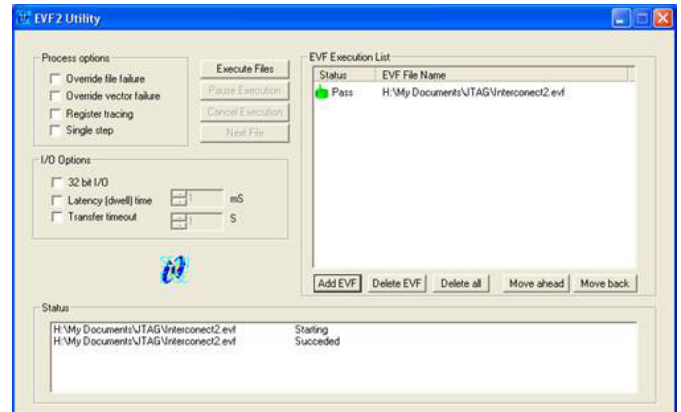 EVF2 Utility
Process options
Override file failure
Override vector failure
Register tracing
Single step
Execute Files
Pause Execution
Cancel Execution
Next File
I/O Options
32 bit I/O
Latency (dwell) time 1 mS
Transfer timeout 1 S
EVF Execution List
Status EVF File Name
Pass H:\My Documents\JTAG\Interconect2.evf
Add EVF Delete EVF Delete all Move ahead Move back
Status
H:\My Documents\JTAG\Interconect2.evf Starting
H:\My Documents\JTAG\Interconect2.evf Succeded